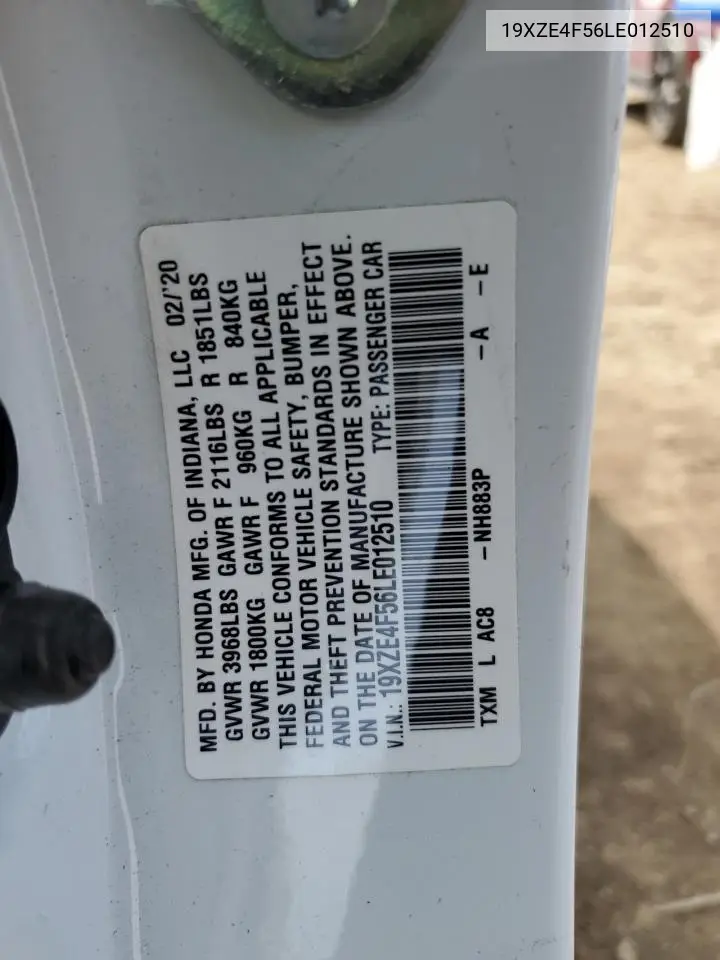 19XZE4F56LE012510
MFD. BY HONDA MFG. OF INDIANA, LLC 02/'20
GVWR 3968LBS GAWR F 2116LBS R 1851LBS
GVWR 1800KG GAWR F 960KG R 840KG
THIS VEHICLE CONFORMS TO ALL APPLICABLE
FEDERAL MOTOR VEHICLE SAFETY, BUMPER,
AND THEFT PREVENTION STANDARDS IN EFFECT
ON THE DATE OF MANUFACTURE SHOWN ABOVE.
V.I.N.: 19XZE4F56LE012510 TYPE: PASSENGER CAR
TXM L AC8 -NH883P -A -E